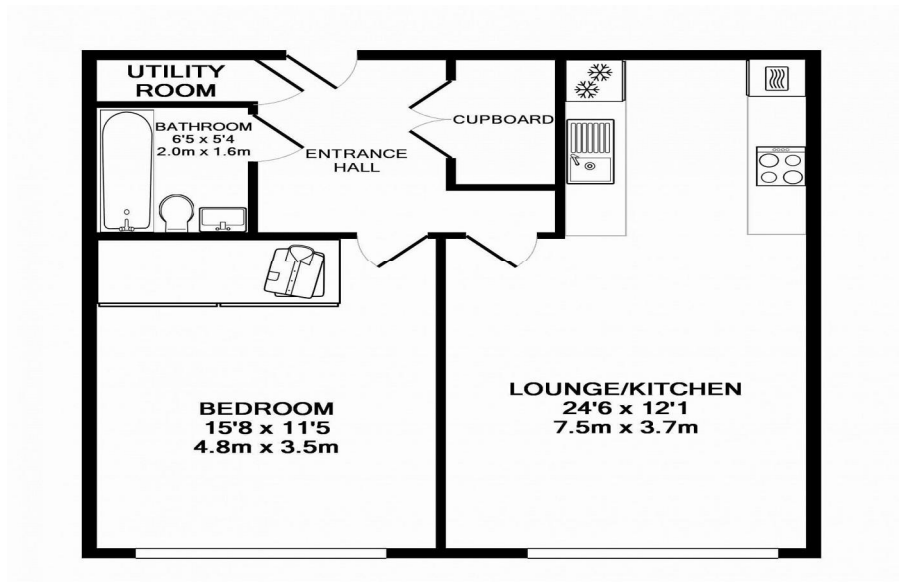 UTILITY
ROOM
BATHROOM
6'5 x 5'4
2.0m x 1.6m
ENTRANCE
HALL
CUPBOARD
BEDROOM
15'8 x 11'5
4.8m x 3.5m
LOUNGE/KITCHEN
24'6 x 12'1
7.5m x 3.7m